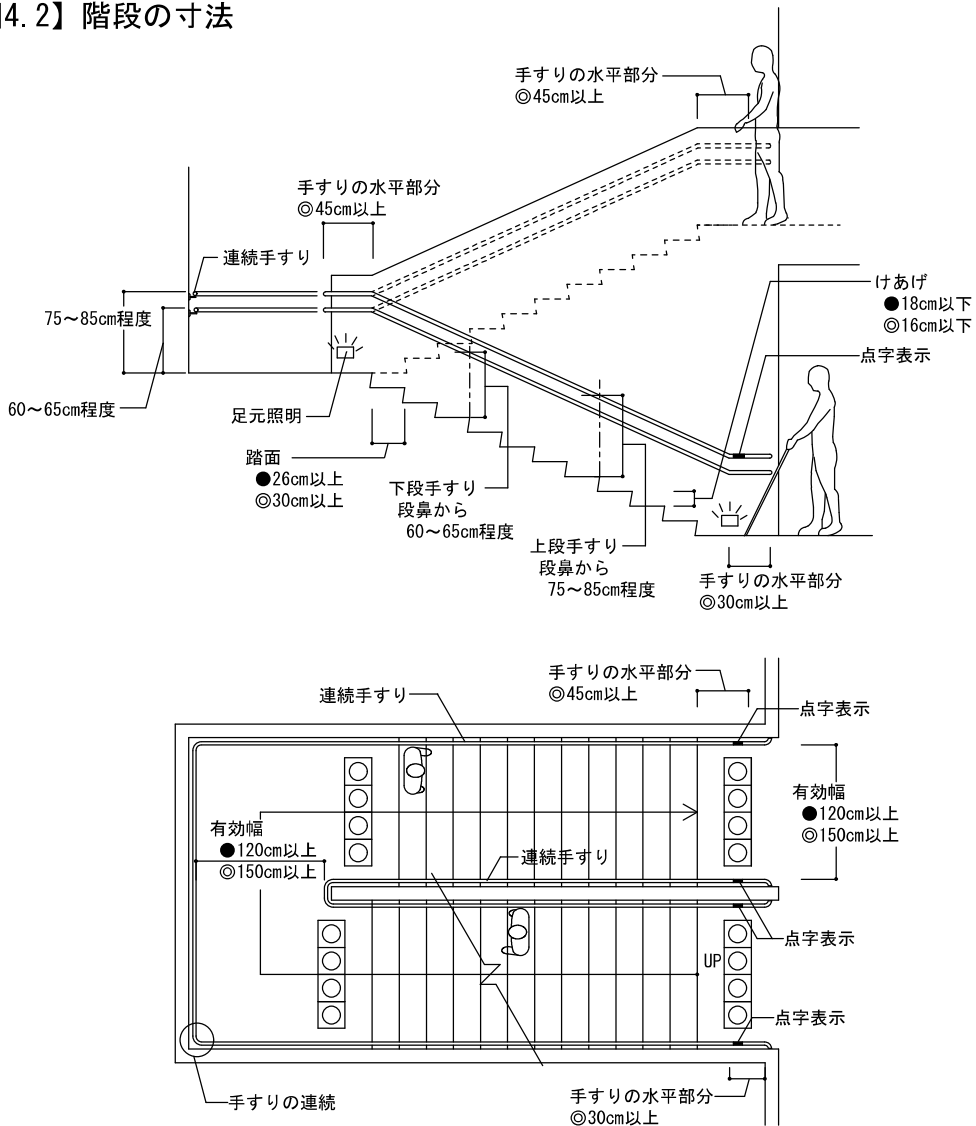 4.2】階段の寸法
手すりの水平部分
◎45cm以上
手すりの水平部分
◎45cm以上
連続手すり
75～85cm程度
60～65cm程度
足元照明
踏面
●26cm以上
◎30cm以上
下段手すり
段鼻から
60～65cm程度
上段手すり
段鼻から
75～85cm程度
けあげ
●18cm以下
◎16cm以下
点字表示
手すりの水平部分
◎30cm以上
手すりの水平部分
◎45cm以上
連続手すり
点字表示
有効幅
●120cm以上
◎150cm以上
有効幅
●120cm以上
◎150cm以上
連続手すり
点字表示
UP
点字表示
手すりの連続
手すりの水平部分
◎30cm以上